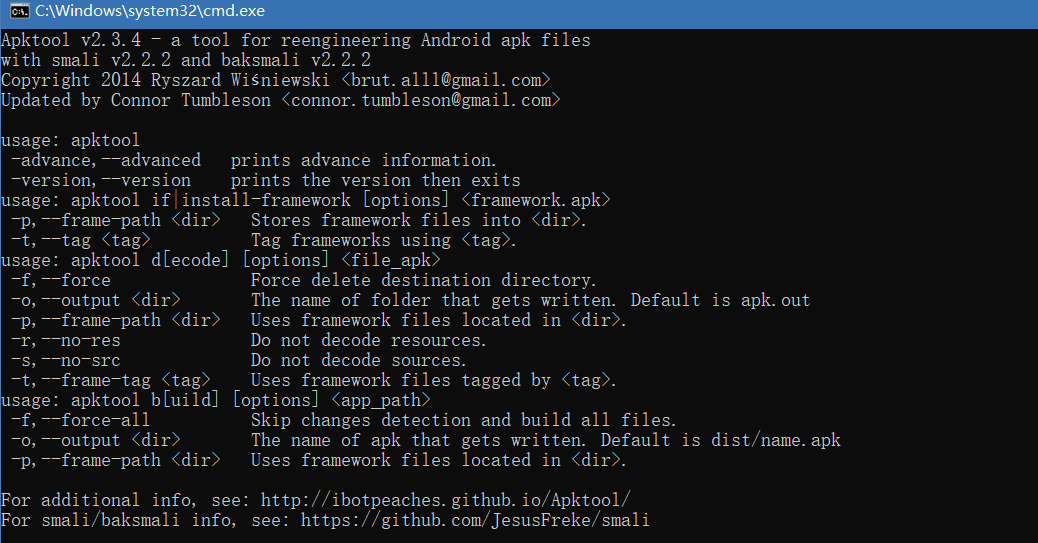 C:\Windows\system32\cmd.exe
Apktool v2.3.4 - a tool for reengineering Android apk files
with smali v2.2.2 and baksmali v2.2.2
Copyright 2014 Ryszard Wiśniewski <brut.alll@gmail.com>
Updated by Connor Tumbleson <connor.tumbleson@gmail.com>
usage: apktool
-advance,--advanced prints advance information.
-version,--version prints the version then exits
usage: apktool if|install-framework [options] <framework.apk>
-p,--frame-path <dir> Stores framework files into <dir>.
-t,--tag <tag> Tag frameworks using <tag>.
usage: apktool d[ecode] [options] <file_apk>
-f,--force Force delete destination directory.
-o,--output <dir> The name of folder that gets written. Default is apk.out
-p,--frame-path <dir> Uses framework files located in <dir>.
-r,--no-res Do not decode resources.
-s,--no-src Do not decode sources.
-t,--frame-tag <tag> Uses framework files tagged by <tag>.
usage: apktool b[uild] [options] <app_path>
-f,--force-all Skip changes detection and build all files.
-o,--output <dir> The name of apk that gets written. Default is dist/name.apk
-p,--frame-path <dir> Uses framework files located in <dir>.
For additional info, see: http://ibotpeaches.github.io/Apktool/
For smali/baksmali info, see: https://github.com/JesusFreke/smali